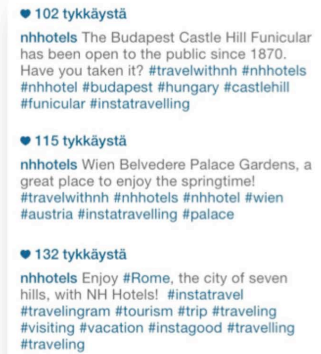 102 tykkäystä
nhhotels The Budapest Castle Hill Funicular
has been open to the public since 1870.
Have you taken it? #travelwithnh #nhhotels
#nhhotel #budapest #hungary #castlehill
#funicular #instatravelling
115 tykkäystä
nhhotels Wien Belvedere Palace Gardens, a
great place to enjoy the springtime!
#travelwithnh #nhhotels #nhhotel #wien
#austria #instatravelling #palace
132 tykkäystä
nhhotels Enjoy #Rome, the city of seven
hills, with NH Hotels! #instatravel
#travelingram #tourism #trip #traveling
#visiting #vacation #instagood #travelling
#traveling